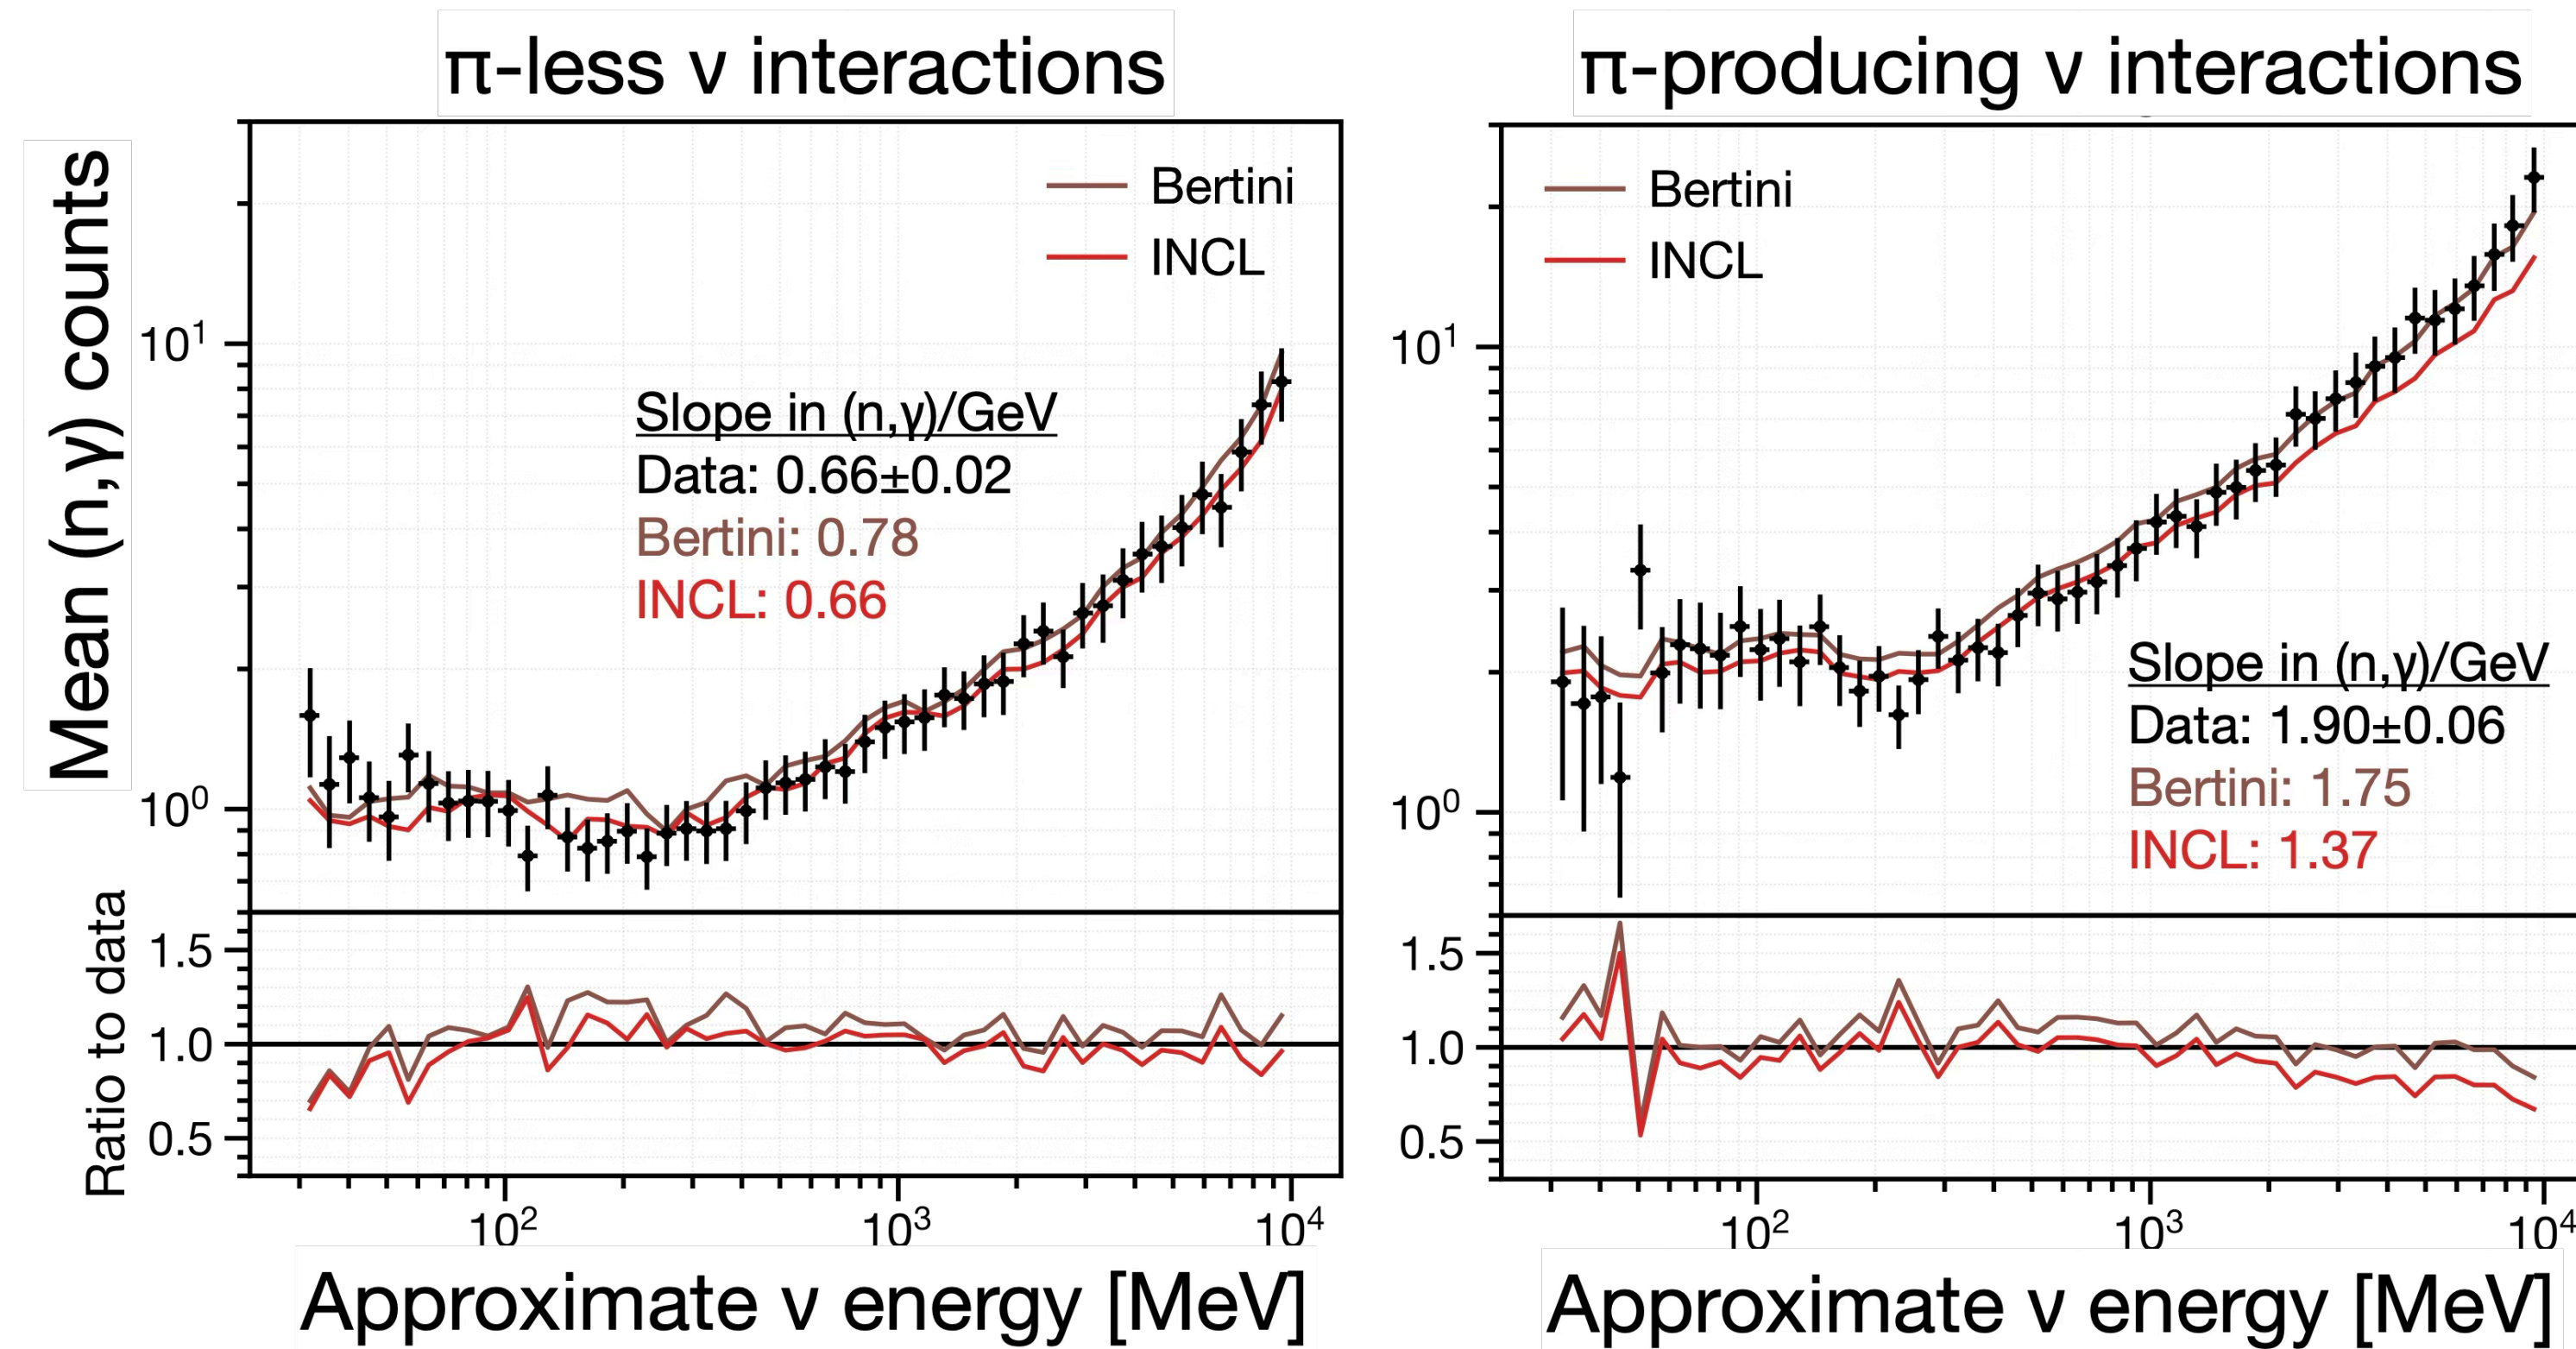 π-less ν interactions
Mean (n,γ) counts
Bertini
INCL
10¹
10⁰
Slope in (n,γ)/GeV
Data: 0.66±0.02
Bertini: 0.78
INCL: 0.66
Ratio to data
1.5
1.0
0.5
10²
10³
10⁴
Approximate ν energy [MeV]
π-producing ν interactions
Bertini
INCL
10¹
10⁰
Slope in (n,γ)/GeV
Data: 1.90±0.06
Bertini: 1.75
INCL: 1.37
1.5
1.0
0.5
10²
10³
10⁴
Approximate ν energy [MeV]